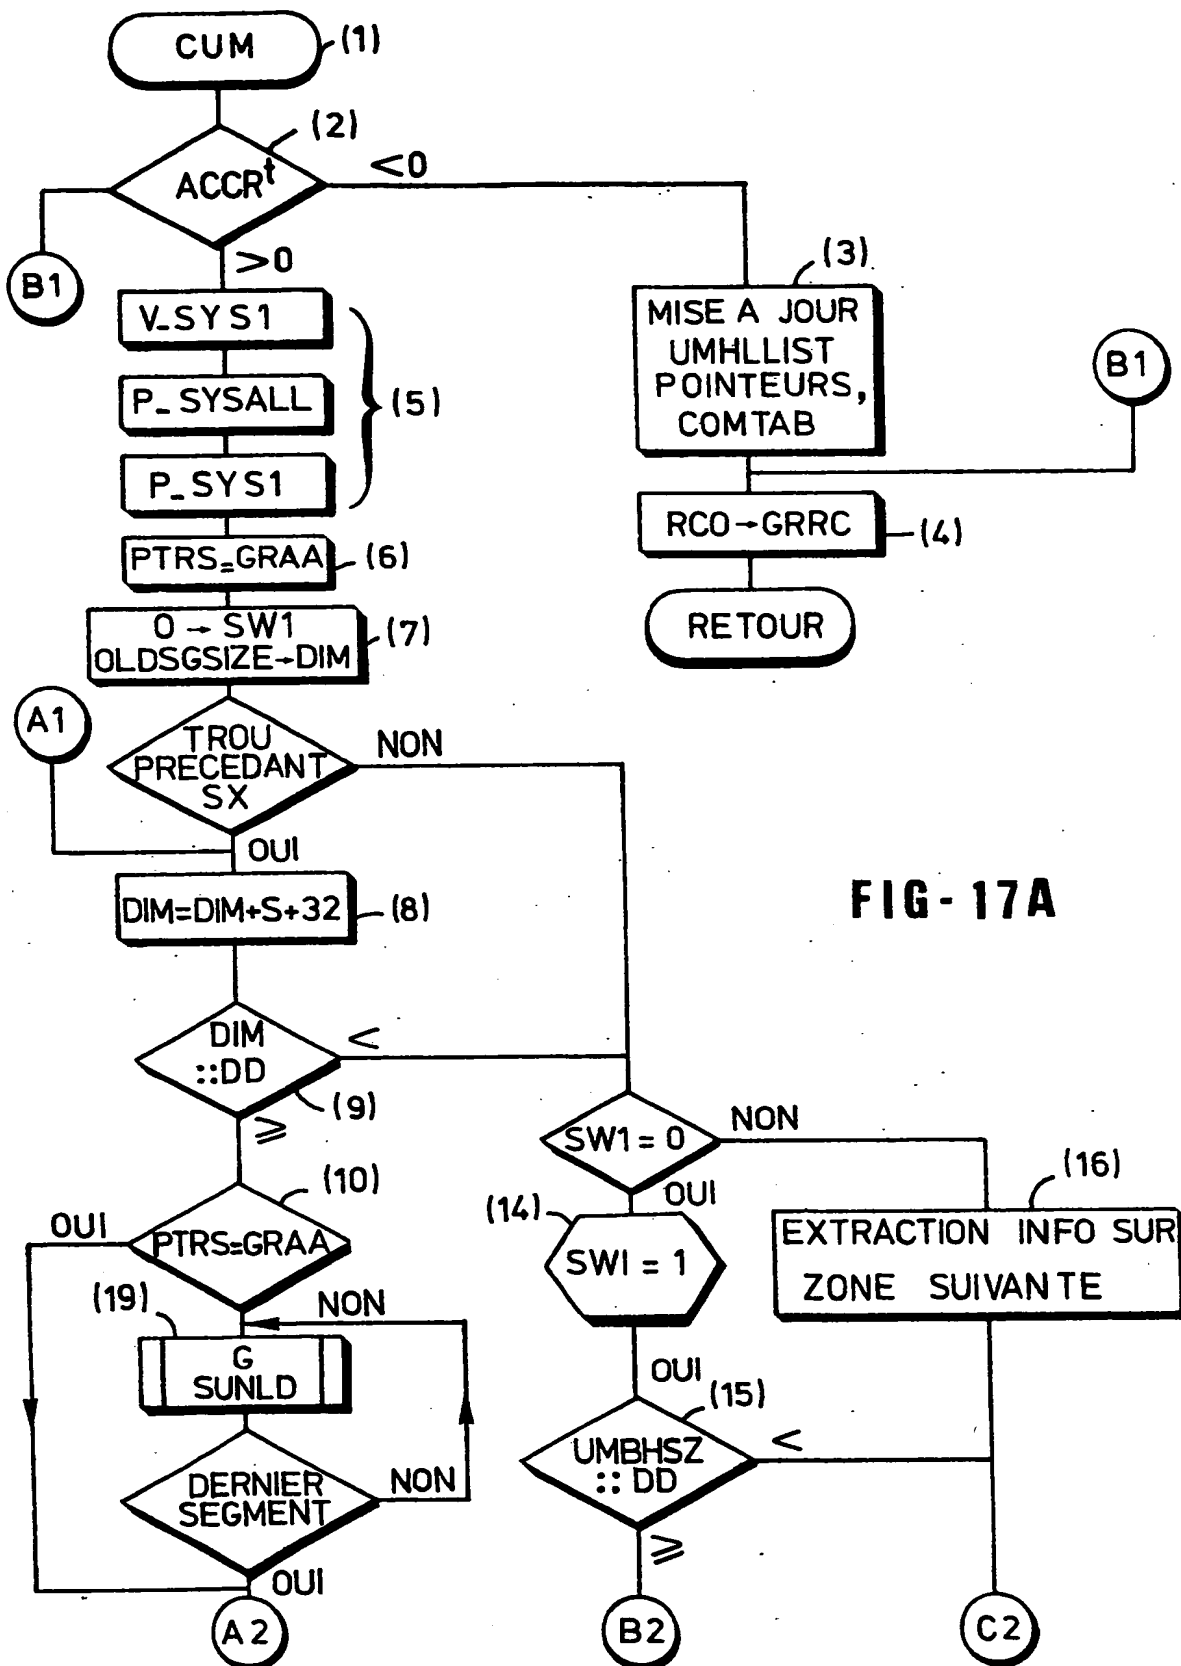 CUM
(1)
(2)
ACCRt
<0
>0
B1
(3)
MISE A JOUR
UMHLLIST
POINTEURS,
COMTAB
B1
V_SYS1
P_SYSALL
P_SYS1
(5)
RCO→GRRC
(4)
RETOUR
PTRS=GRAA
(6)
0→SW1
OLDSGSIZE→DIM
(7)
A1
TROU
PRECEDANT
SX
NON
OUI
DIM=DIM+S+32
(8)
FIG-17A
DIM
::DD
<
(9)
≥
SW1=0
NON
OUI
(10)
PTRS=GRAA
OUI
(14)
SWI = 1
(16)
EXTRACTION INFO SUR
ZONE SUIVANTE
(19)
NON
G
SUNLD
OUI
(15)
UMBHSZ
:: DD
<
≥
DERNIER
SEGMENT
NON
OUI
A2
B2
C2